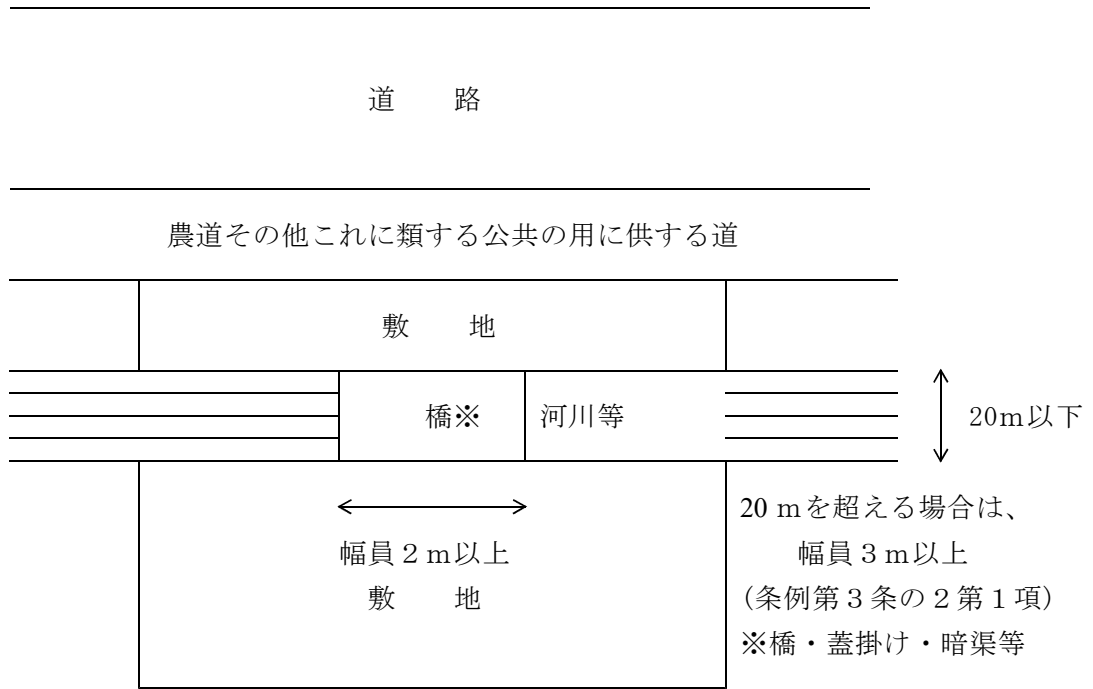 道　　路
農道その他これに類する公共の用に供する道
敷　　地
橋※
河川等
20m以下
幅員２ｍ以上
敷　　地
20 ｍを超える場合は、
幅員３ｍ以上
（条例第３条の２第１項）
※橋・蓋掛け・暗渠等